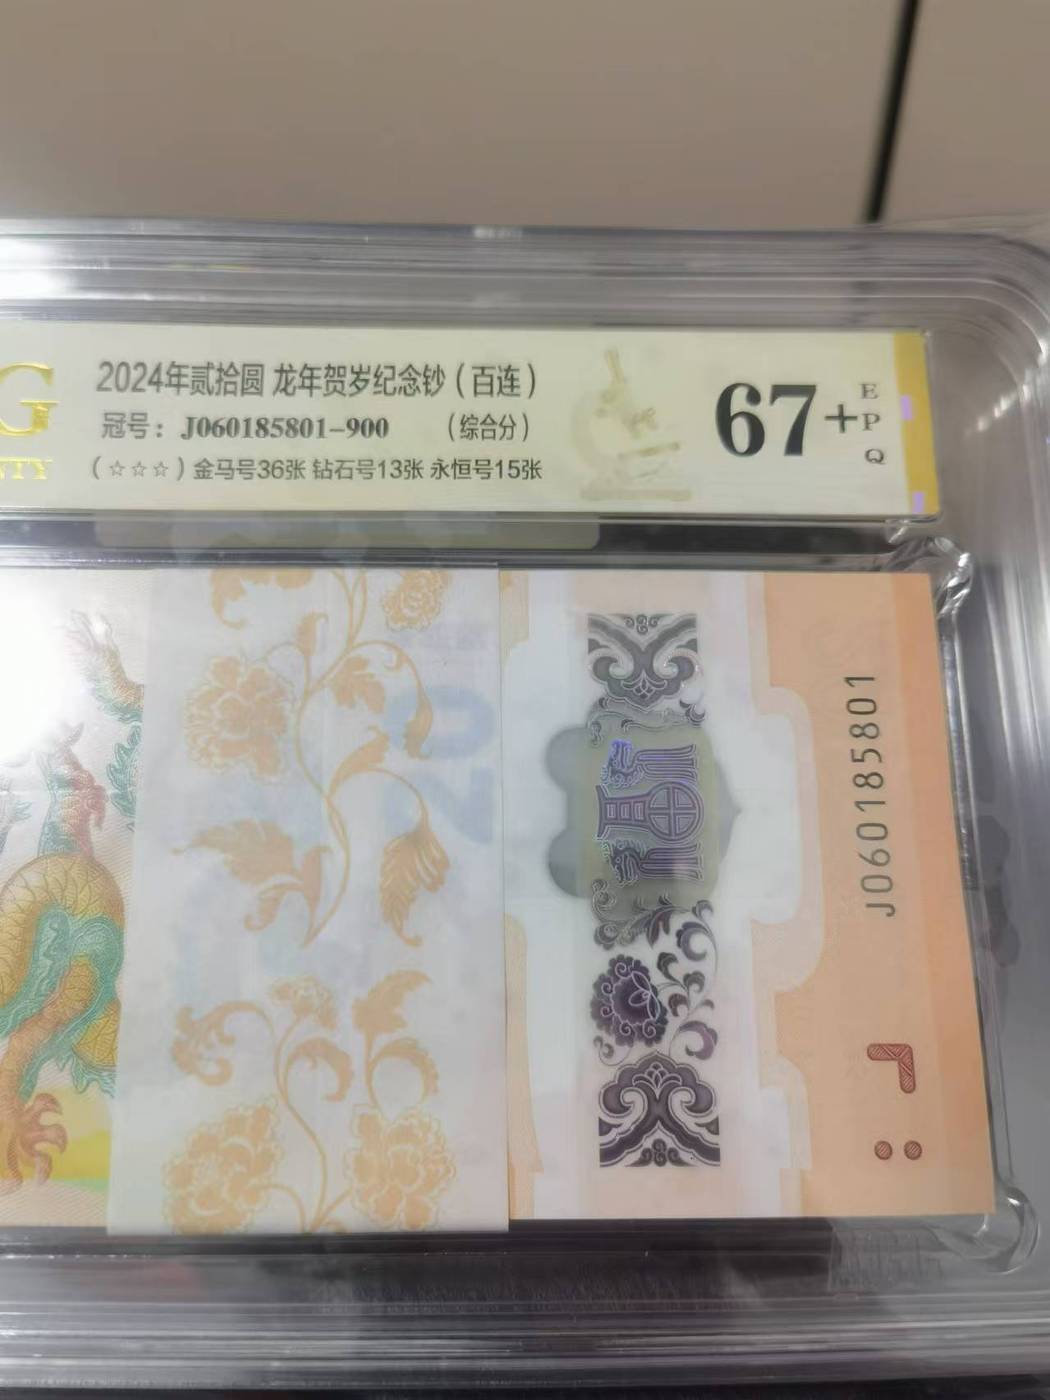 G
NTY
2024年贰拾圆 龙年贺岁纪念钞（百连）
冠号：J060185801-900 （综合分）
（☆☆☆）金马号36张 钻石号13张 永恒号15张
67+
E
P
Q
20
J060185801